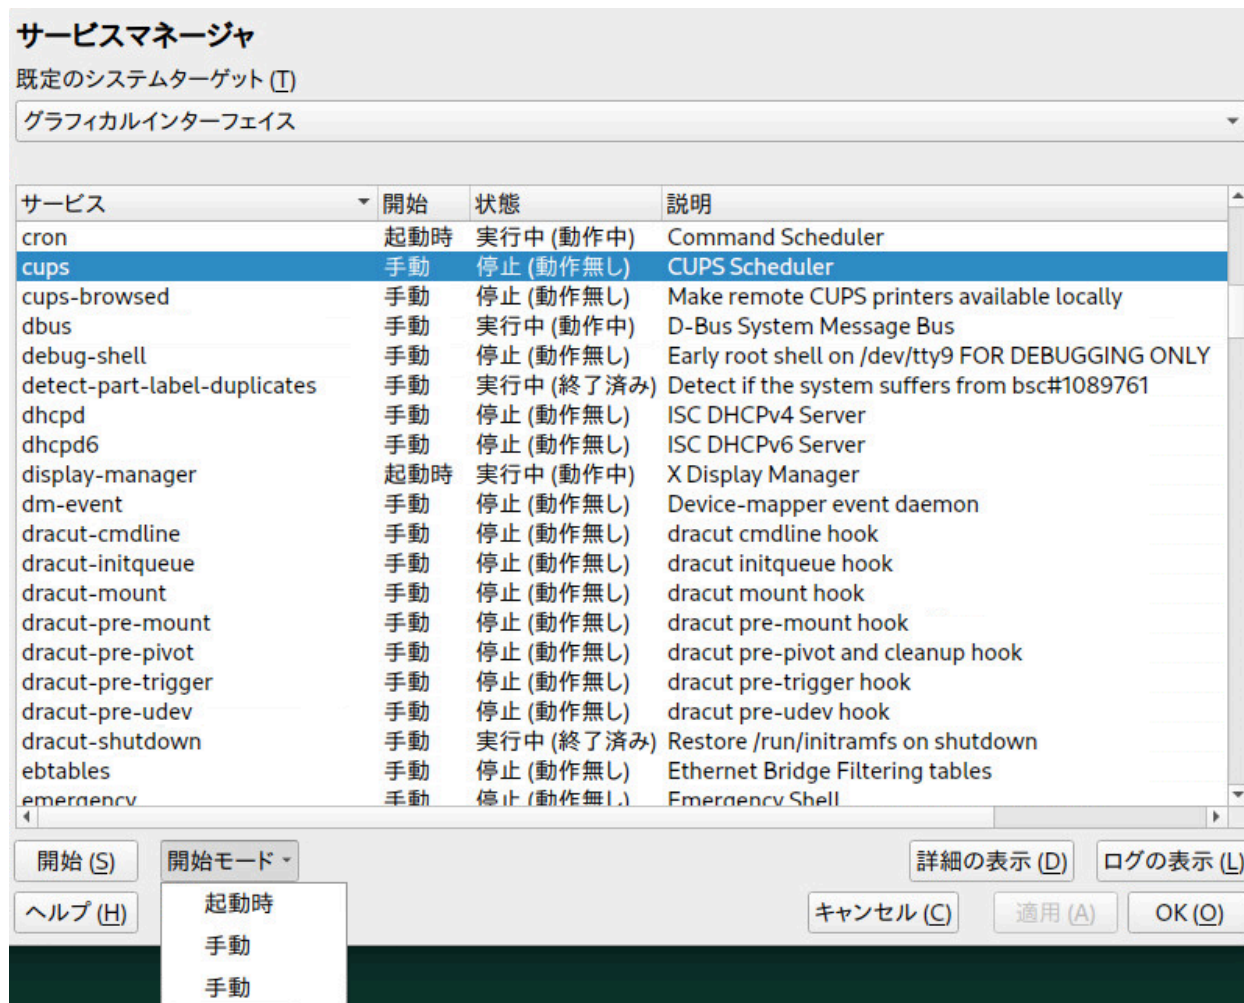 サービスマネージャ
既定のシステムターゲット (T)
グラフィカルインターフェイス
サービス 開始 状態 説明
cron 起動時 実行中 (動作中) Command Scheduler
cups 手動 停止 (動作無し) CUPS Scheduler
cups-browsed 手動 停止 (動作無し) Make remote CUPS printers available locally
dbus 手動 実行中 (動作中) D-Bus System Message Bus
debug-shell 手動 停止 (動作無し) Early root shell on /dev/tty9 FOR DEBUGGING ONLY
detect-part-label-duplicates 手動 実行中 (終了済み) Detect if the system suffers from bsc#1089761
dhcpd 手動 停止 (動作無し) ISC DHCPv4 Server
dhcpd6 手動 停止 (動作無し) ISC DHCPv6 Server
display-manager 起動時 実行中 (動作中) X Display Manager
dm-event 手動 停止 (動作無し) Device-mapper event daemon
dracut-cmdline 手動 停止 (動作無し) dracut cmdline hook
dracut-initqueue 手動 停止 (動作無し) dracut initqueue hook
dracut-mount 手動 停止 (動作無し) dracut mount hook
dracut-pre-mount 手動 停止 (動作無し) dracut pre-mount hook
dracut-pre-pivot 手動 停止 (動作無し) dracut pre-pivot and cleanup hook
dracut-pre-trigger 手動 停止 (動作無し) dracut pre-trigger hook
dracut-pre-udev 手動 停止 (動作無し) dracut pre-udev hook
dracut-shutdown 手動 実行中 (終了済み) Restore /run/initramfs on shutdown
ebtables 手動 停止 (動作無し) Ethernet Bridge Filtering tables
emergency 手動 停止 (動作無し) Emergency Shell
開始 (S) 開始モード 詳細の表示 (D) ログの表示 (L)
ヘルプ (H) 起動時 キャンセル (C) 適用 (A) OK (O)
手動
手動